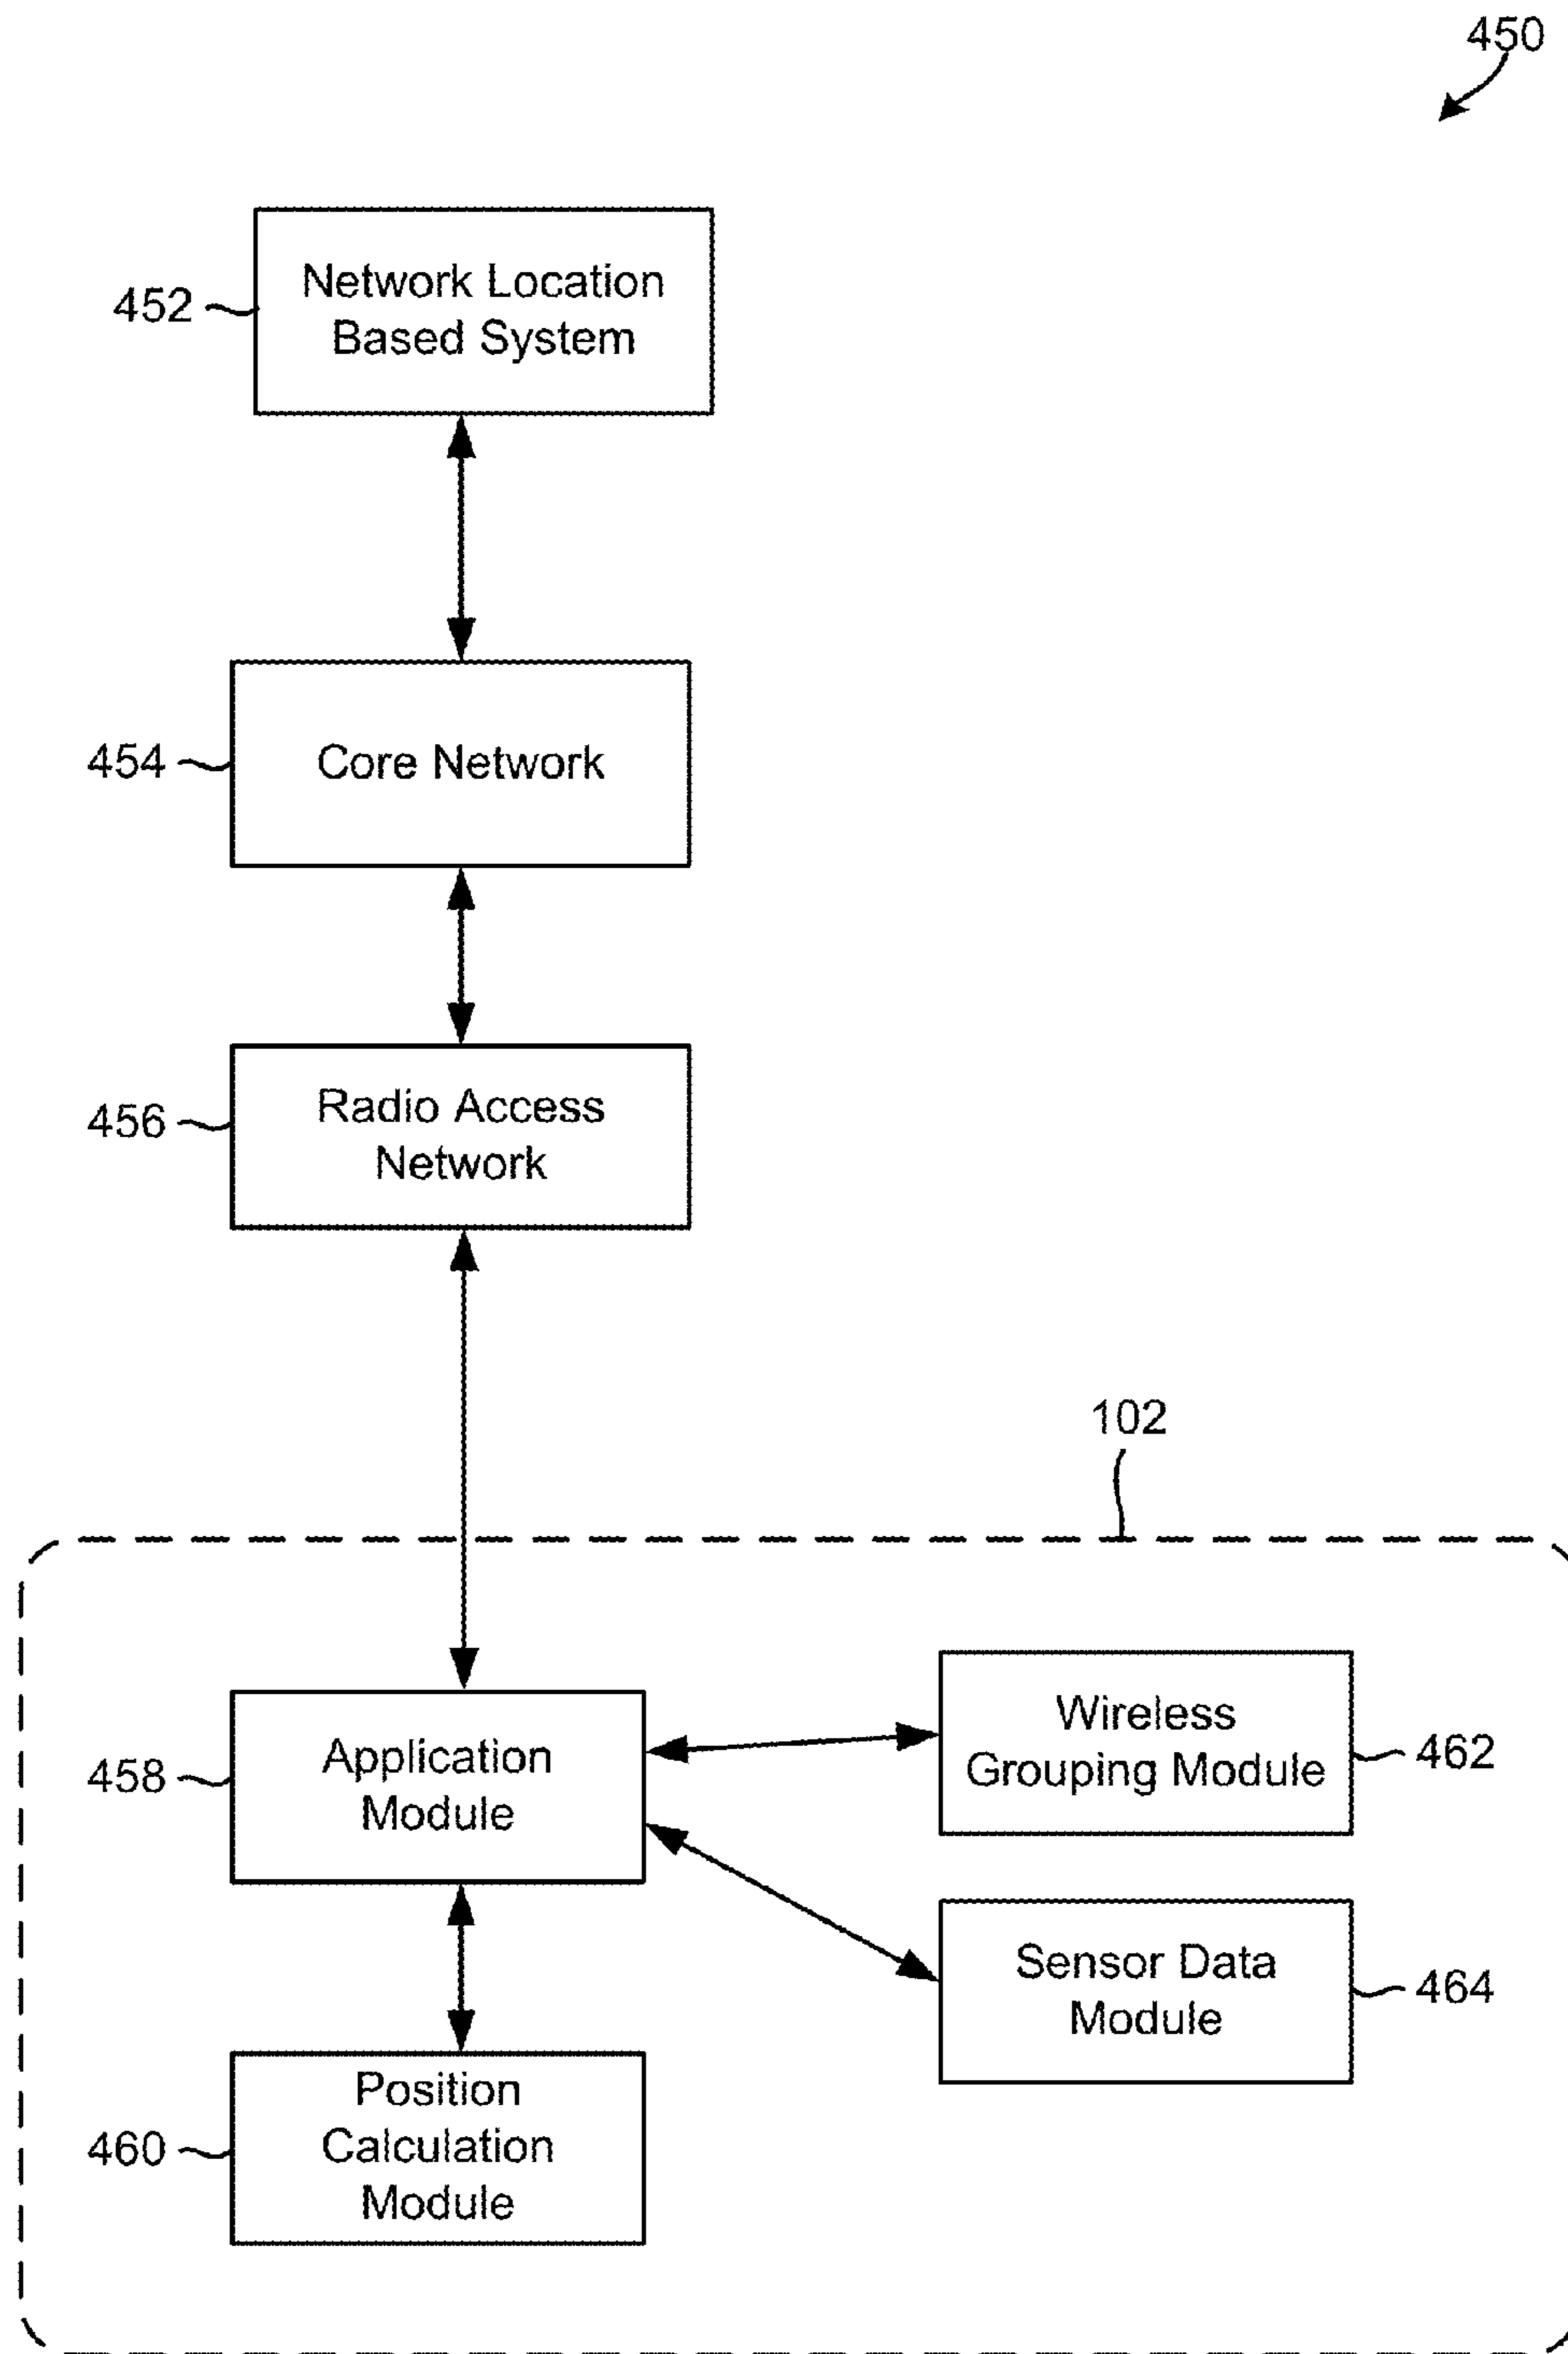 450
Network Location
Based System
452
Core Network
454
Radio Access
Network
456
102
Application
Module
458
Wireless
Grouping Module
462
Sensor Data
Module
464
Position
Calculation
Module
460